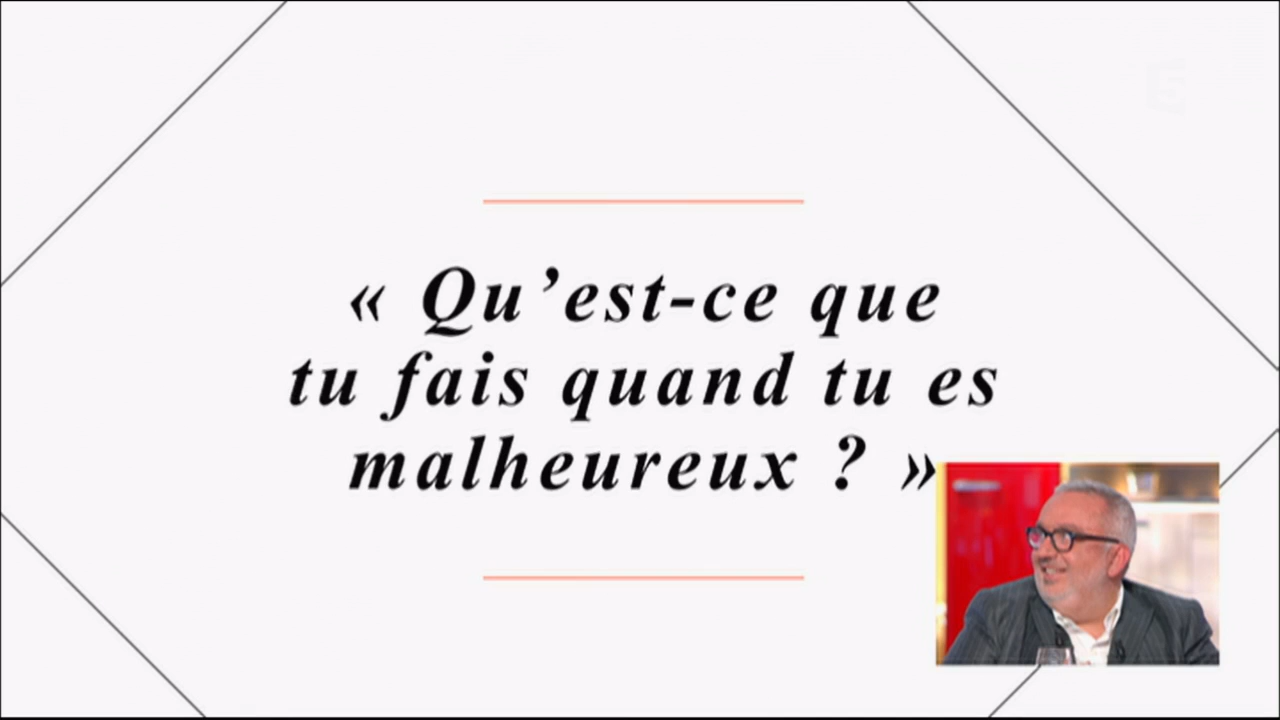 « Qu’est-ce que
tu fais quand tu es
malheureux ? »